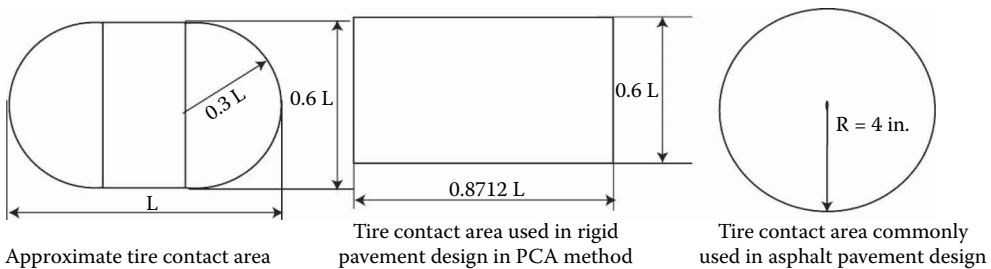 0.3 L
0.6 L
L
Approximate tire contact area
0.6 L
0.8712 L
Tire contact area used in rigid
pavement design in PCA method
R = 4 in.
Tire contact area commonly
used in asphalt pavement design